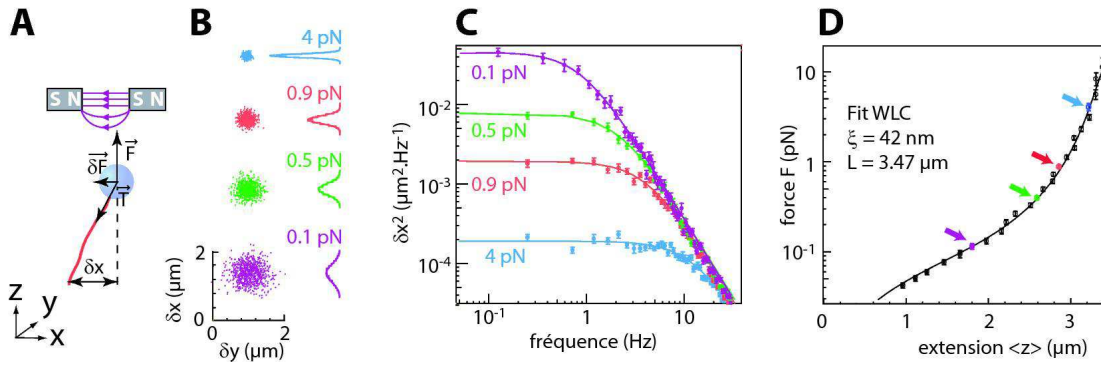 A
S N
S N
F
δF
T
δx
z
y
x
B
4 pN
0.9 pN
0.5 pN
0.1 pN
2
1
0
0
2
δx (µm)
δy (µm)
C
10⁻²
10⁻³
10⁻⁴
δx² (µm².Hz⁻¹)
0.1 pN
0.5 pN
0.9 pN
4 pN
10⁻¹
1
10
fréquence (Hz)
D
10
1
10⁻¹
force F (pN)
Fit WLC
ξ = 42 nm
L = 3.47 µm
0
1
2
3
extension <z> (µm)